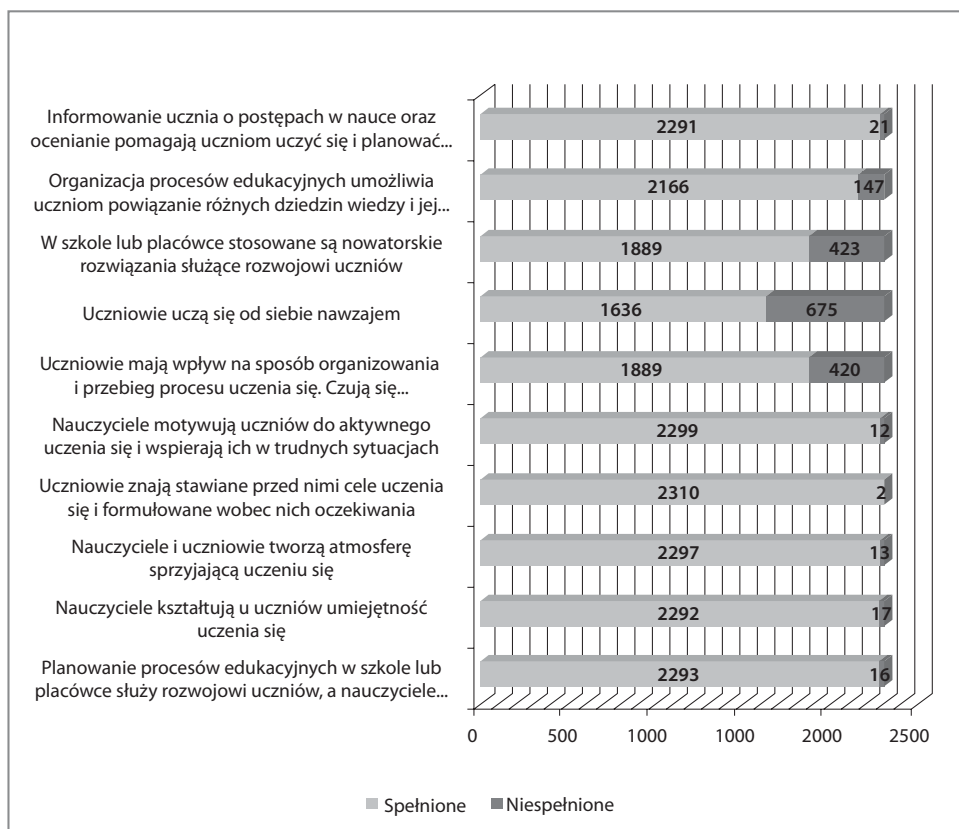 Informowanie ucznia o postępach w nauce oraz
ocenianie pomagają uczniom uczyć się i planować...
2291 21
Organizacja procesów edukacyjnych umożliwia
uczniom powiązanie różnych dziedzin wiedzy i jej...
2166 147
W szkole lub placówce stosowane są nowatorskie
rozwiązania służące rozwojowi uczniów
1889 423
Uczniowie uczą się od siebie nawzajem
1636 675
Uczniowie mają wpływ na sposób organizowania
i przebieg procesu uczenia się. Czują się...
1889 420
Nauczyciele motywują uczniów do aktywnego
uczenia się i wspierają ich w trudnych sytuacjach
2299 12
Uczniowie znają stawiane przed nimi cele uczenia
się i formułowane wobec nich oczekiwania
2310 2
Nauczyciele i uczniowie tworzą atmosferę
sprzyjającą uczeniu się
2297 13
Nauczyciele kształtują u uczniów umiejętność
uczenia się
2292 17
Planowanie procesów edukacyjnych w szkole lub
placówce służy rozwojowi uczniów, a nauczyciele...
2293 16
0 500 1000 1000 2000 2500
Spełnione Niespełnione